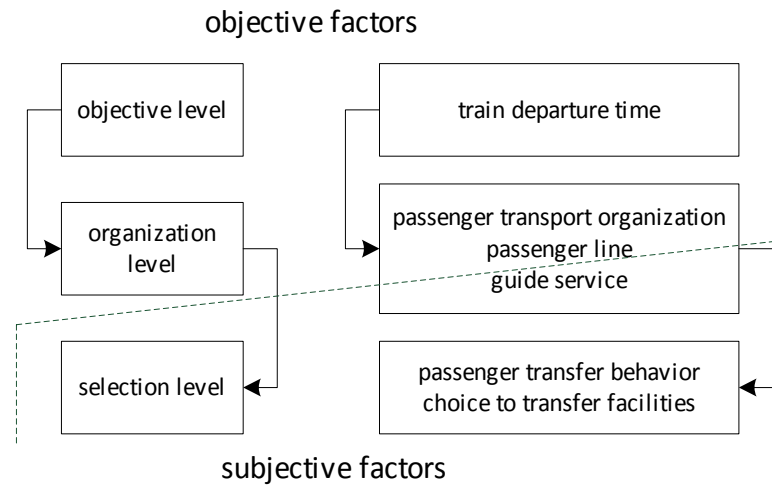 objective factors
objective level
train departure time
organization
level
passenger transport organization
passenger line
guide service
selection level
passenger transfer behavior
choice to transfer facilities
subjective factors